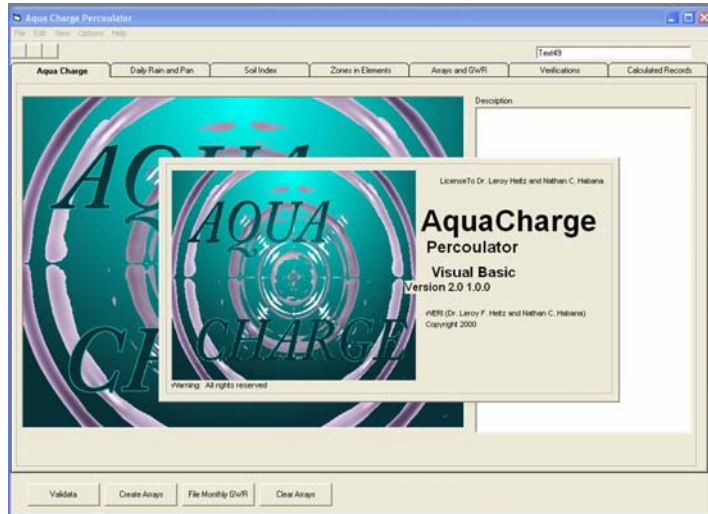 Aqua Charge Percoulator
File Edit View Options Help
Text49
Aqua Charge Daily Rain and Pan Soil Index Zones in Elements Arrays and GWR Verifications Calculated Records
Description
AQUA
CH
LicenseTo Dr. Leroy Heitz and Nathan C. Habana
AQUA
CHARGE
AquaCharge
Percoulator
Visual Basic
Version 2.0 1.0.0
WERI (Dr. Leroy F. Heitz and Nathan C. Habana)
Copyright 2000
Warning: All rights reserved
Validata Create Arrays File Monthly GWR Clear Arrays